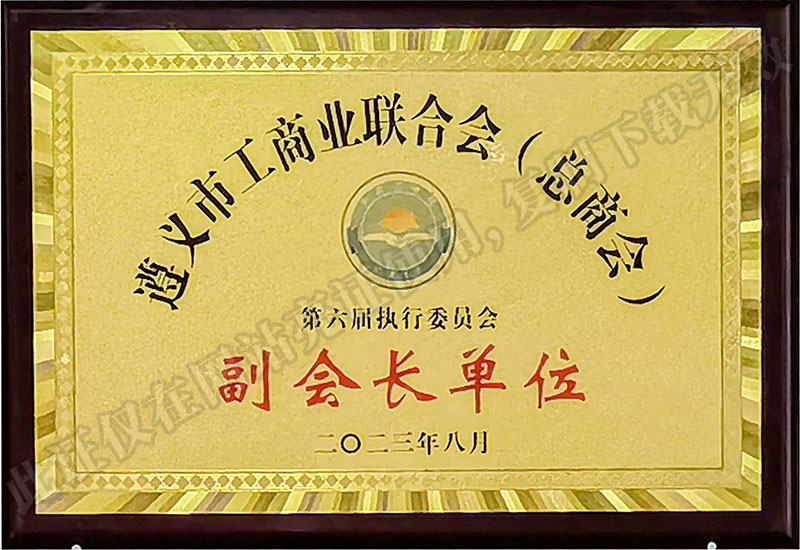 遵义市工商业联合会（总商会）
第六届执行委员会
副会长单位
二〇二三年八月
此证仅在网站亮证使用，复制下载无效